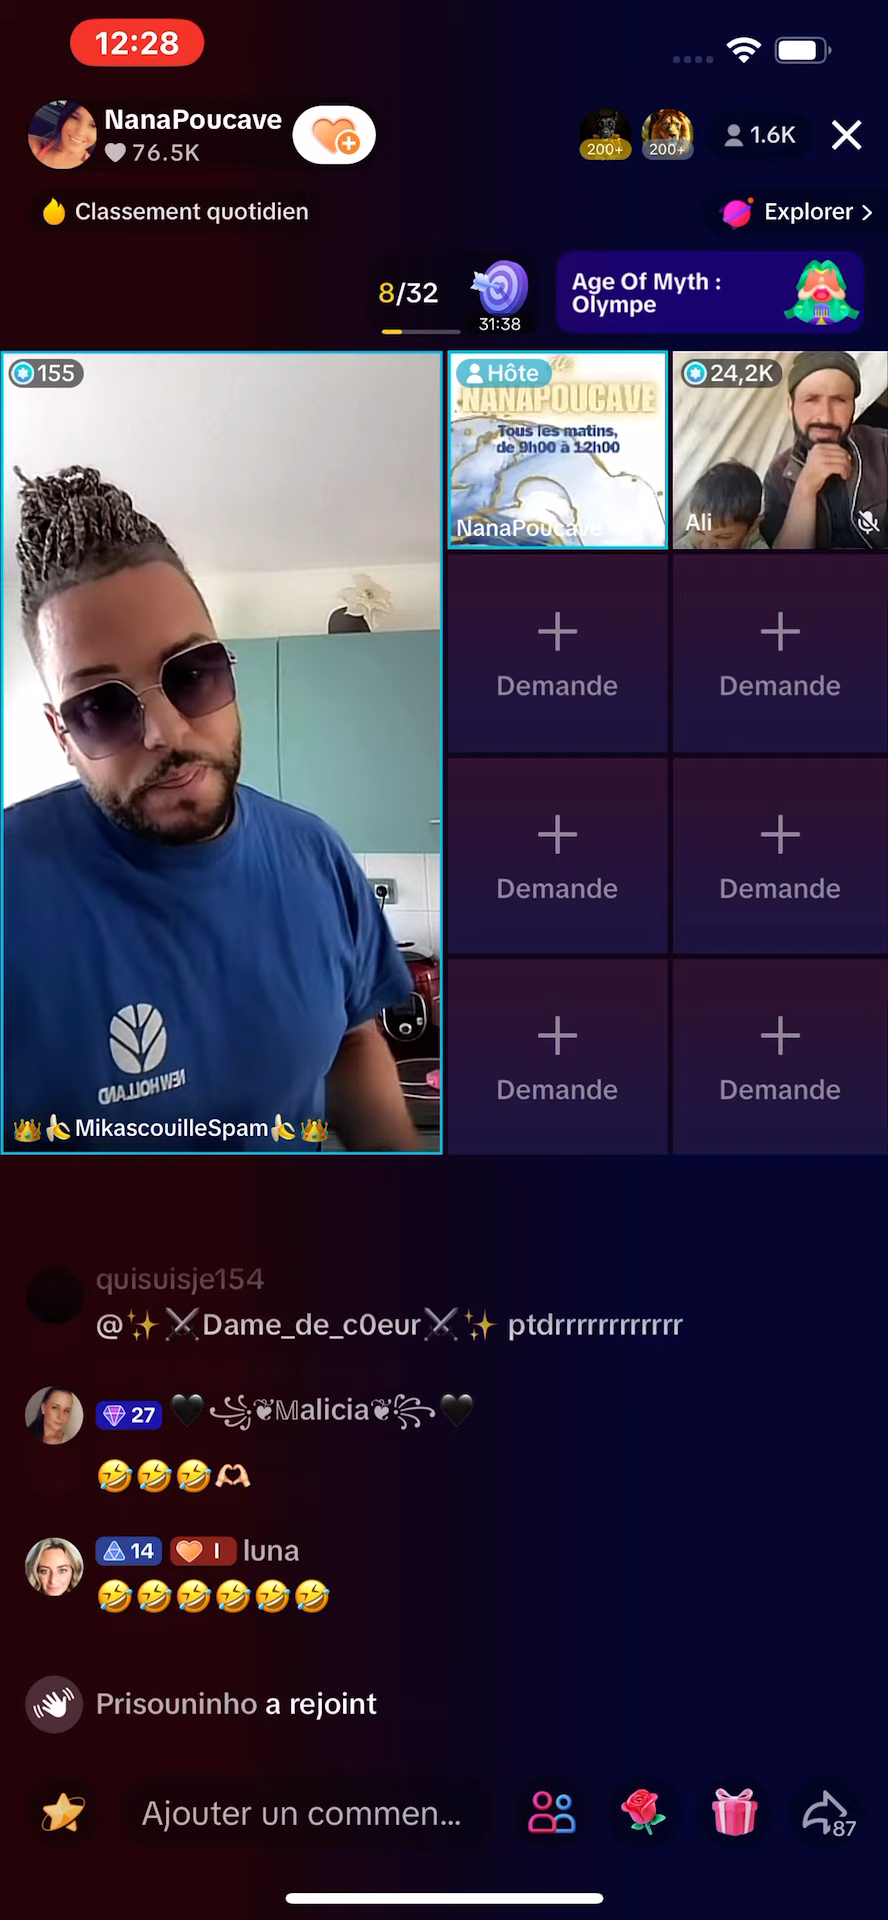 12:28
NanaPoucave
76.5K
200+
200+
1.6K
Classement quotidien
Explorer >
8/32
31:38
Age Of Myth :
Olympe
155
Hôte
de
NANAPOUCAVE
Tous les matins,
de 9h00 à 12h00
NanaPoucave
24,2K
Ali
Demande
Demande
Demande
Demande
Demande
Demande
NEW HOLLAND
👑🍌MikascouilleSpam🍌👑
quisuisje154
@✨⚔️Dame_de_c0eur⚔️✨ ptdrrrrrrrrrrrr
27 🖤꧁❦𝕄alicia❦꧂🖤
🤣🤣🤣🫶🏻
14 I luna
🤣🤣🤣🤣🤣🤣
Prisouninho a rejoint
Ajouter un commen...
87